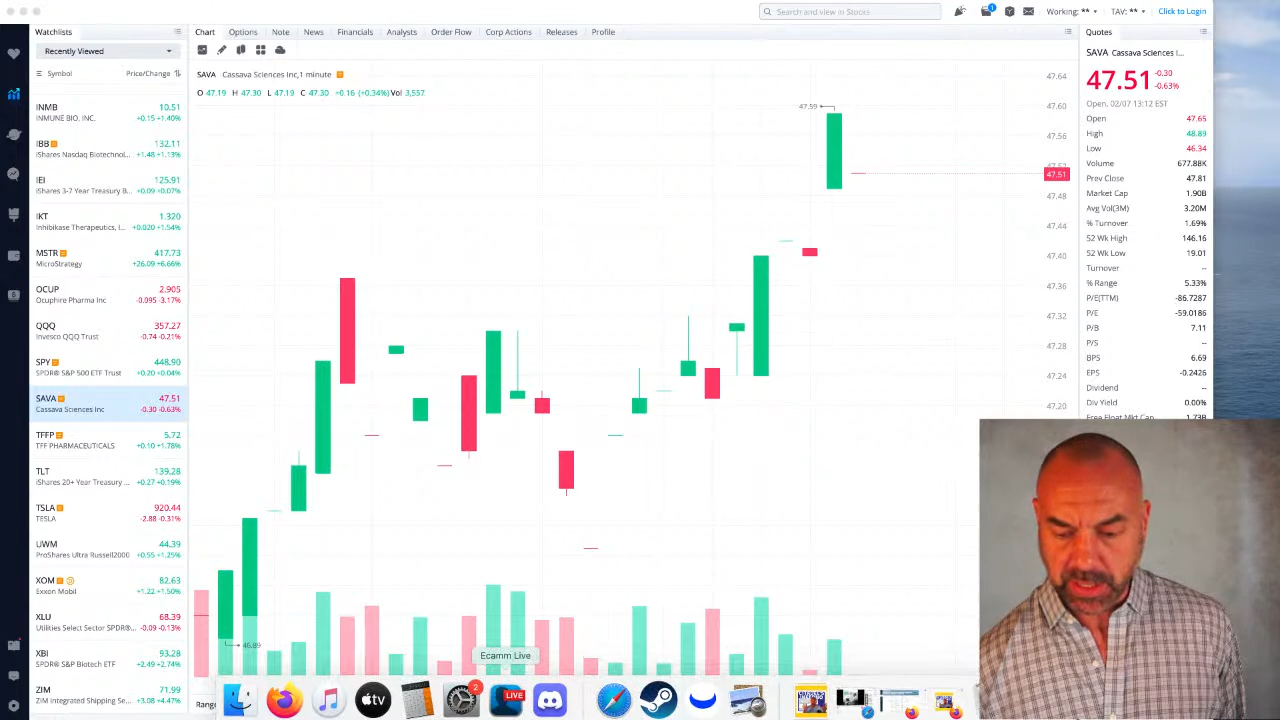 Search and view in Stocks
1
Working: **
TAV: **
Click to Login
Watchlists
Recently Viewed
Symbol
Price/Change
INMB
10.51
INMUNE BIO, INC.
+0.15 +1.40%
IBB
132.11
iShares Nasdaq Biotechnol...
+1.48 +1.13%
IEI
125.91
iShares 3-7 Year Treasury B...
+0.09 +0.07%
IKT
1.320
Inhibikase Therapeutics, I...
+0.020 +1.54%
MSTR
417.73
MicroStrategy
+26.09 +6.66%
OCUP
2.905
Ocuphire Pharma Inc
-0.095 -3.17%
QQQ
357.27
Invesco QQQ Trust
-0.74 -0.21%
SPY
448.90
SPDR® S&P 500 ETF Trust
+0.20 +0.04%
SAVA
47.51
Cassava Sciences Inc
-0.30 -0.63%
TFFP
5.72
TFF PHARMACEUTICALS
+0.10 +1.78%
TLT
139.28
iShares 20+ Year Treasury ...
+0.27 +0.19%
TSLA
920.44
TESLA
-2.88 -0.31%
UWM
44.39
ProShares Ultra Russell2000
+0.55 +1.25%
XOM
82.63
Exxon Mobil
+1.22 +1.50%
XLU
68.39
Utilities Select Sector SPDR®...
-0.09 -0.13%
XBI
93.28
SPDR® S&P Biotech ETF
+2.49 +2.74%
ZIM
71.99
ZIM Integrated Shipping Se...
+3.08 +4.47%
Chart Options Note News Financials Analysts Order Flow Corp Actions Releases Profile
SAVA Cassava Sciences Inc,1 minute
O 47.19 H 47.30 L 47.19 C 47.30 +0.16 (+0.34%) Vol 3,557
47.59
46.89
47.64
47.60
47.56
47.52
47.51
47.48
47.44
47.40
47.36
47.32
47.28
47.24
47.20
Quotes
SAVA Cassava Sciences I...
47.51
-0.30
-0.63%
Open, 02/07 13:12 EST
Open 47.65
High 48.89
Low 46.34
Volume 677.88K
Prev Close 47.81
Market Cap 1.90B
Avg Vol(3M) 3.20M
% Turnover 1.69%
52 Wk High 146.16
52 Wk Low 19.01
Turnover --
% Range 5.33%
P/E(TTM) -86.7287
P/E -59.0186
P/B 7.11
P/S --
BPS 6.69
EPS -0.2426
Dividend --
Div Yield 0.00%
Free Float Mkt Cap 1.73B
Ecamm Live
Range
2
LIVE
tv